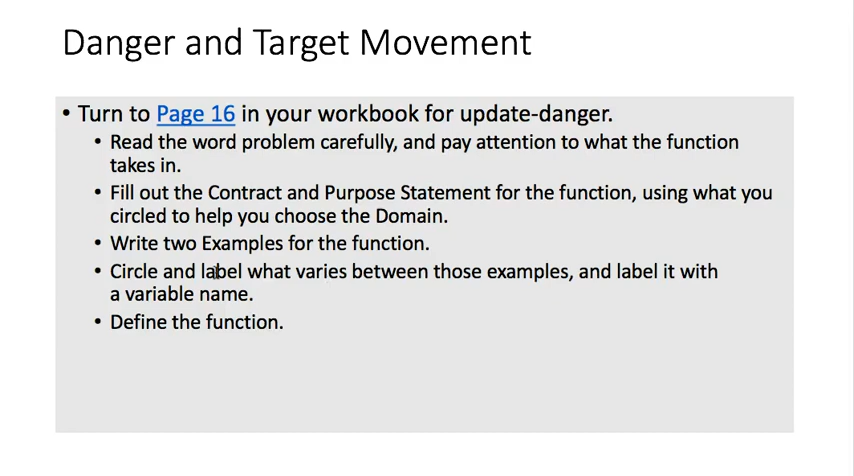 Danger and Target Movement
• Turn to Page 16 in your workbook for update-danger.
• Read the word problem carefully, and pay attention to what the function
takes in.
• Fill out the Contract and Purpose Statement for the function, using what you
circled to help you choose the Domain.
• Write two Examples for the function.
• Circle and label what varies between those examples, and label it with
a variable name.
• Define the function.